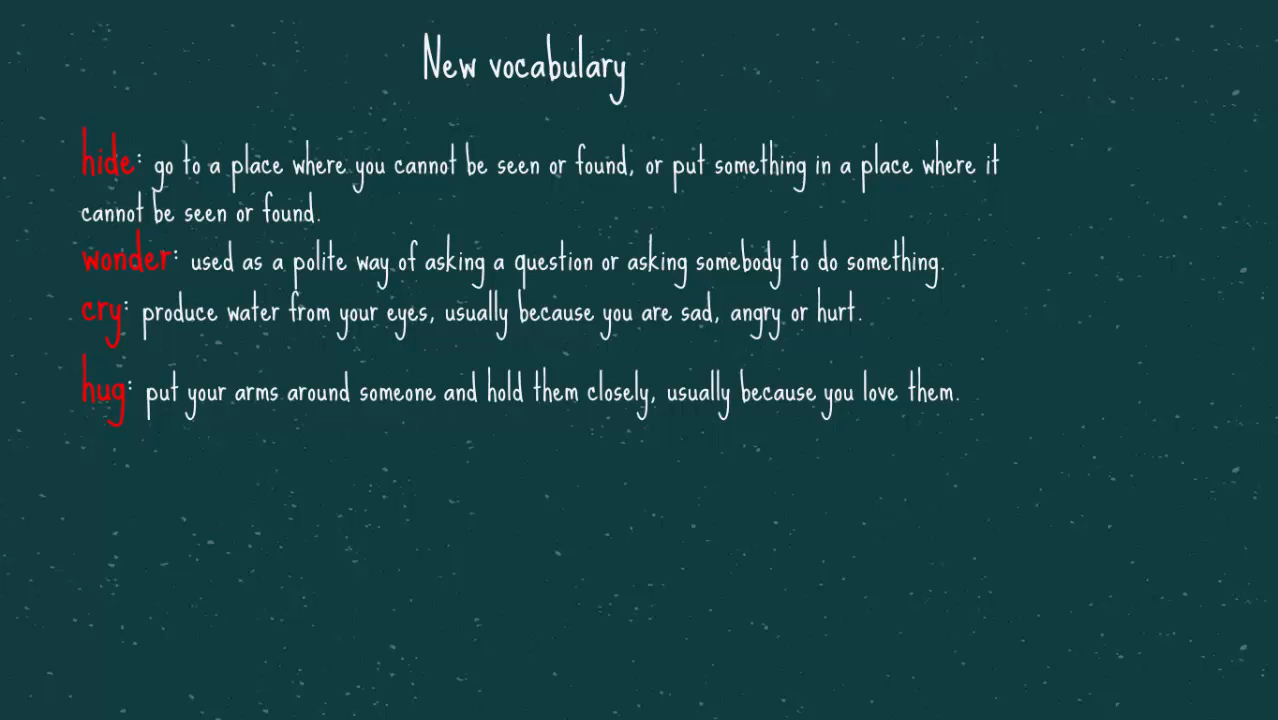 New vocabulary
hide: go to a place where you cannot be seen or found, or put something in a place where it
cannot be seen or found.
wonder: used as a polite way of asking a question or asking somebody to do something.
cry: produce water from your eyes, usually because you are sad, angry or hurt.
hug: put your arms around someone and hold them closely, usually because you love them.